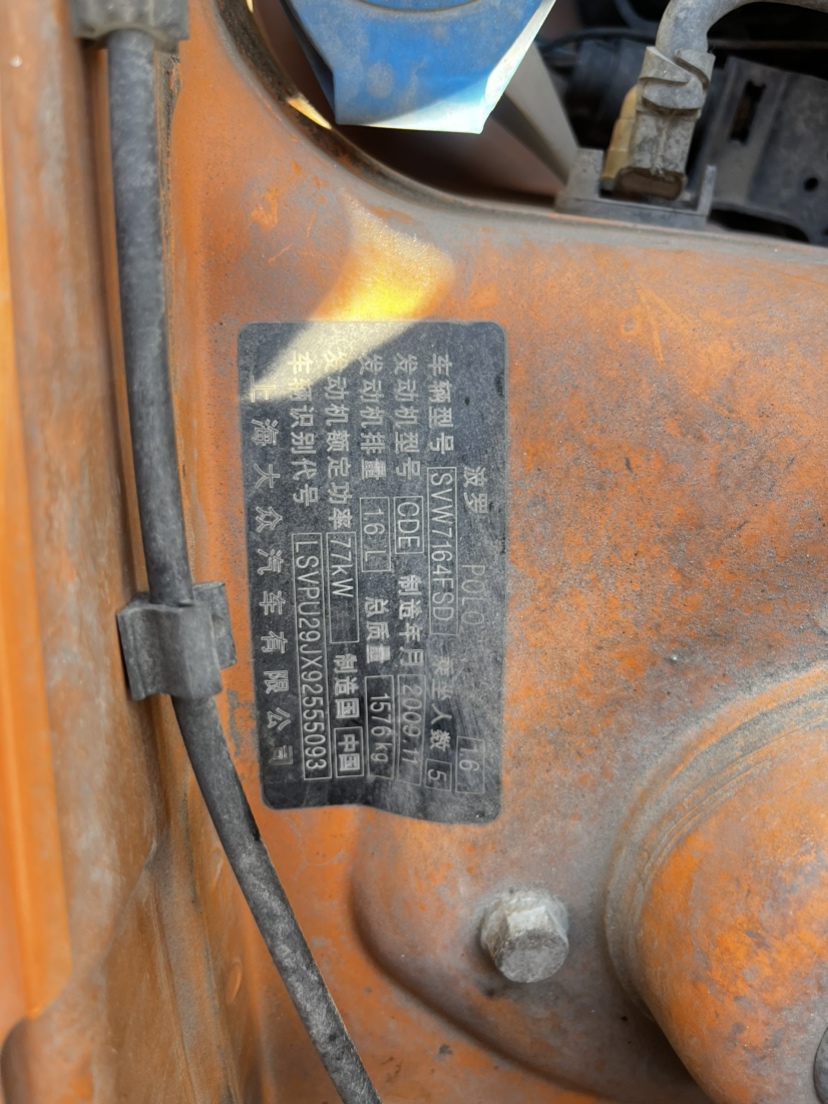 波罗 POLO 1.6
车辆型号 SVW7164FSD 乘坐人数 5
发动机型号 CDE 制造年月 2009.11
发动机排量 1.6 L 总质量 1576kg
发动机额定功率 77kW 制造国 中国
车辆识别代号 LSVPU29JX92555093
上海大众汽车有限公司